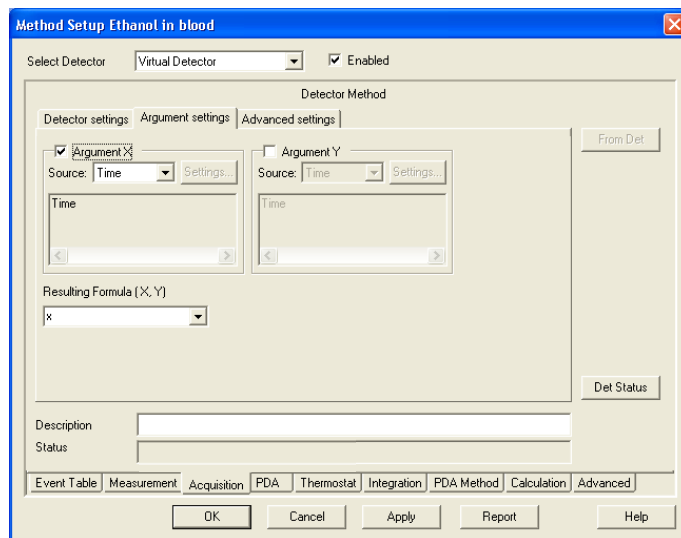 Method Setup Ethanol in blood
Select Detector Virtual Detector Enabled
Detector Method
Detector settings Argument settings Advanced settings
From Det
Argument X Argument Y
Source: Time Settings... Source: Time Settings...
Time Time
Resulting Formula (X, Y)
x
Det Status
Description
Status
Event Table Measurement Acquisition PDA Thermostat Integration PDA Method Calculation Advanced
OK Cancel Apply Report Help